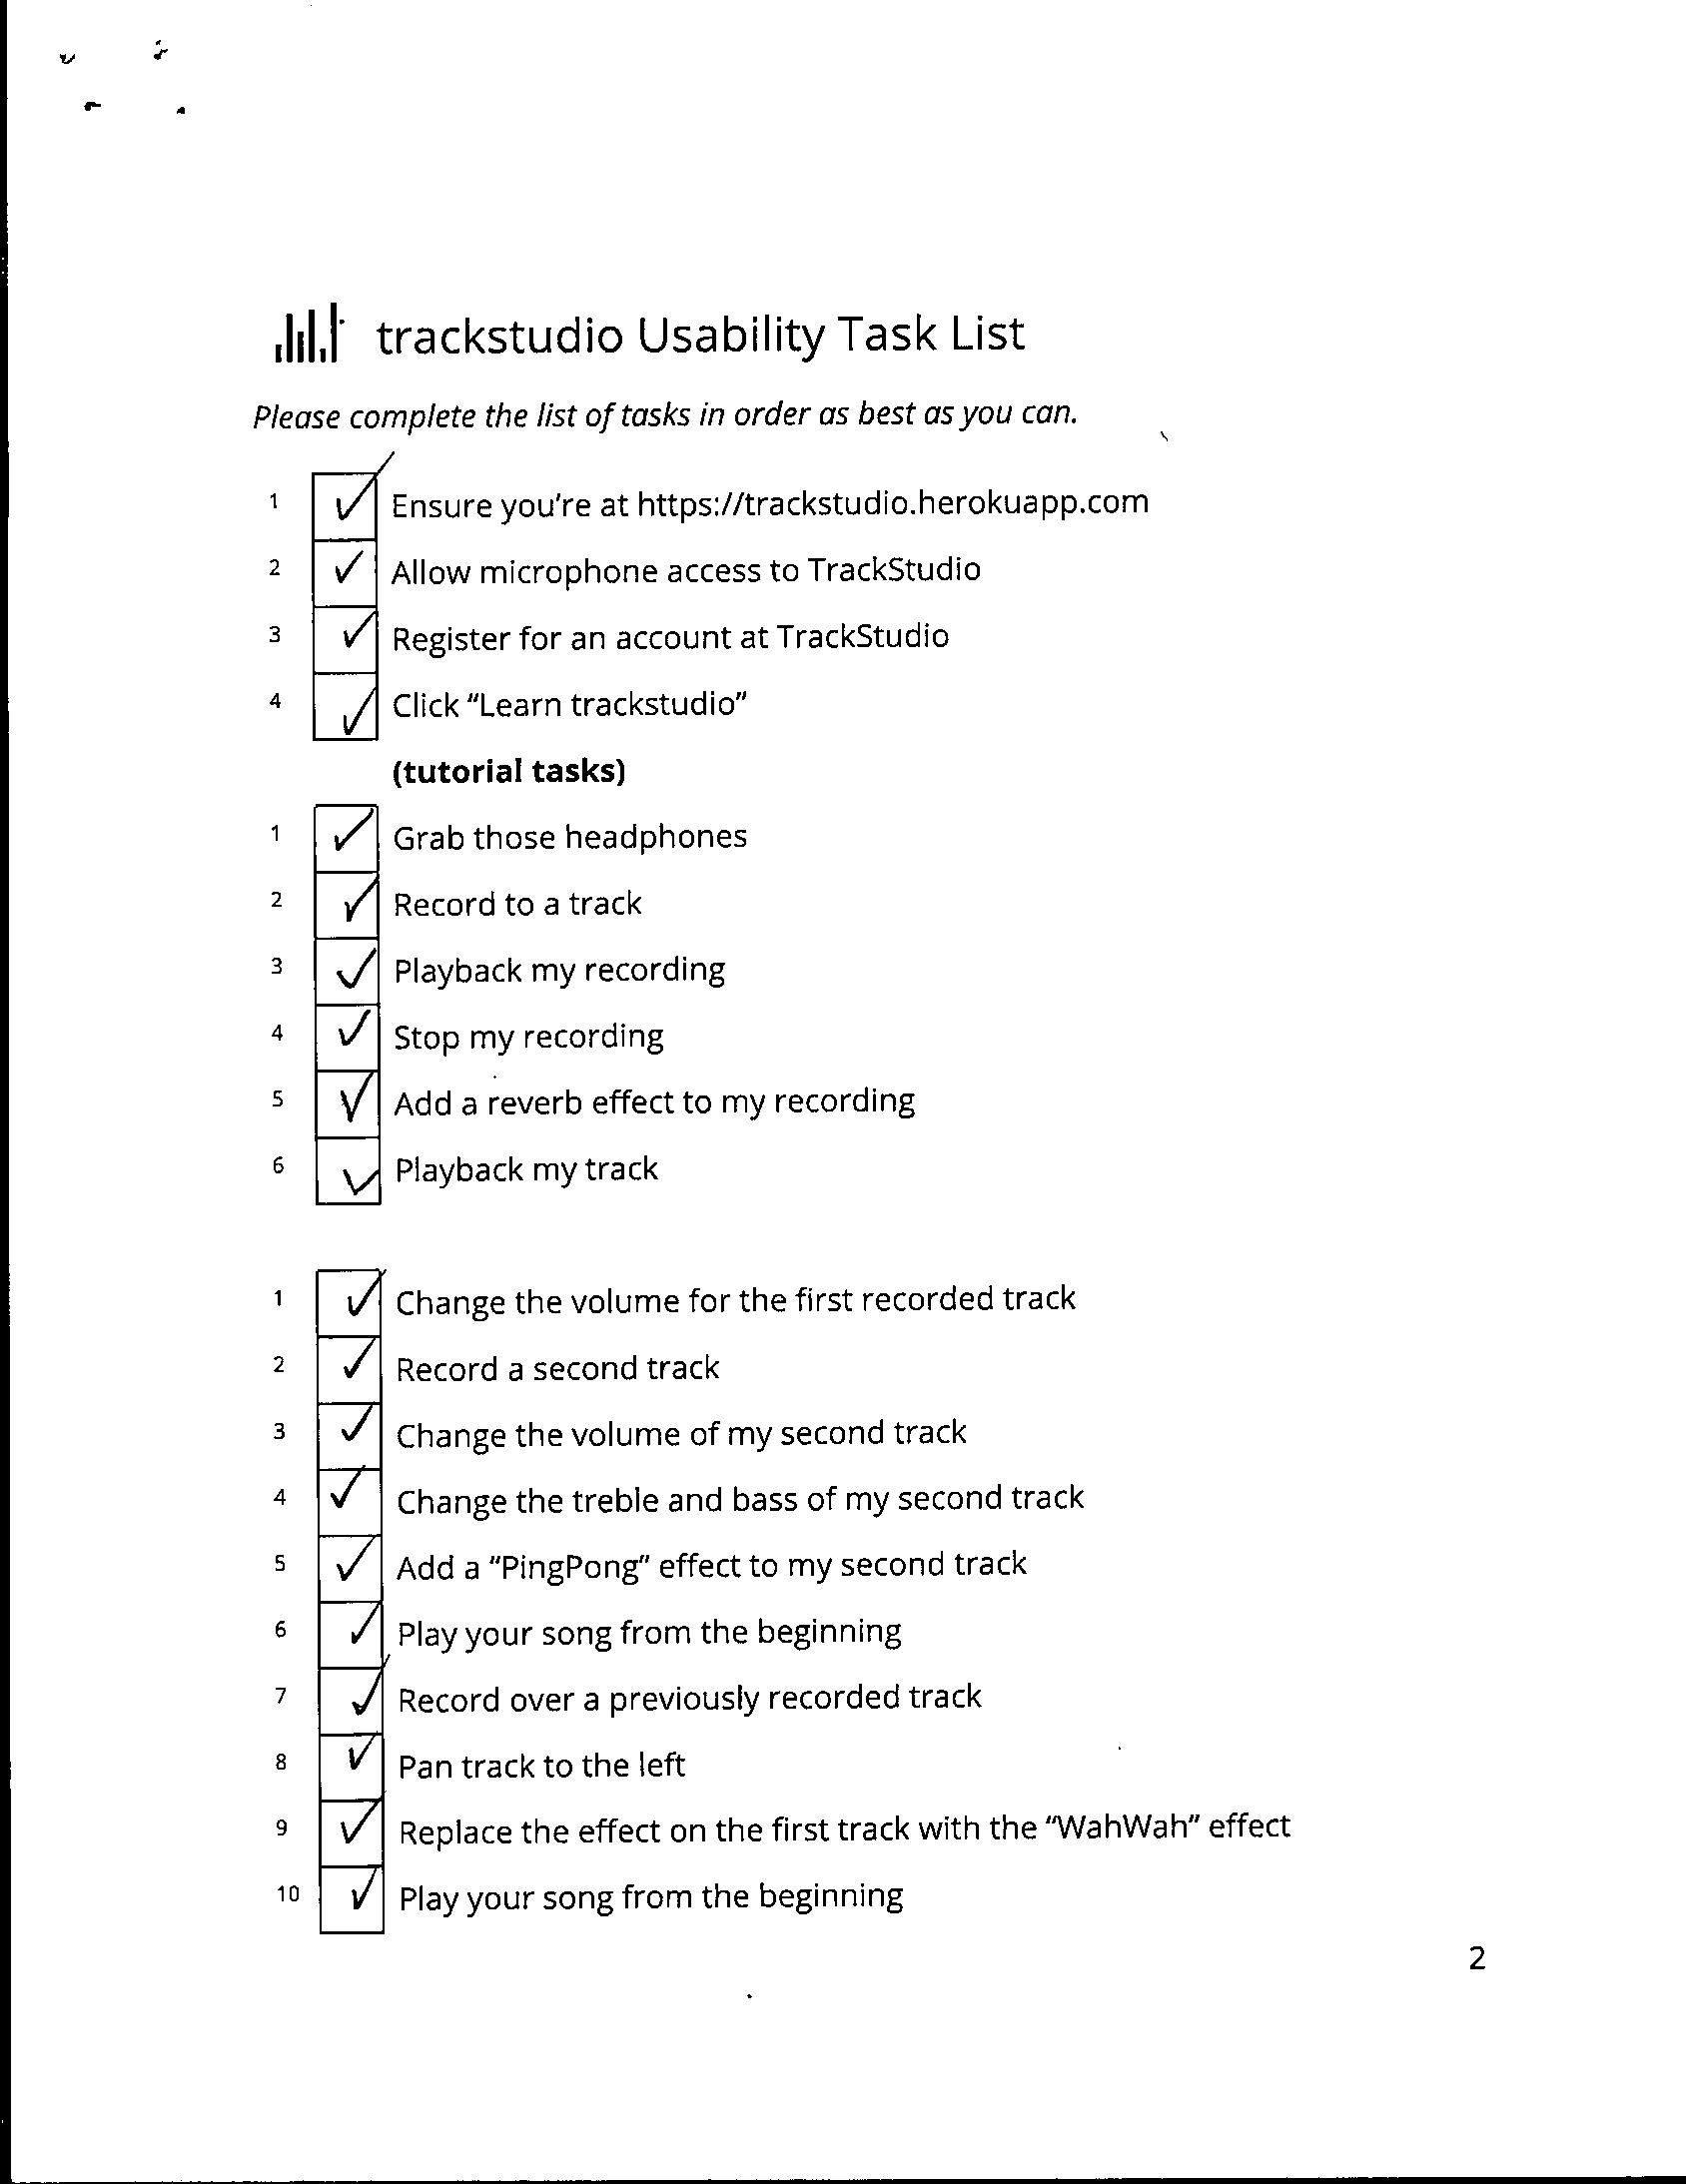 trackstudio Usability Task List
Please complete the list of tasks in order as best as you can.
1 ✓ Ensure you're at https://trackstudio.herokuapp.com
2 ✓ Allow microphone access to TrackStudio
3 ✓ Register for an account at TrackStudio
4 ✓ Click “Learn trackstudio”
(tutorial tasks)
1 ✓ Grab those headphones
2 ✓ Record to a track
3 ✓ Playback my recording
4 ✓ Stop my recording
5 ✓ Add a reverb effect to my recording
6 ✓ Playback my track
1 ✓ Change the volume for the first recorded track
2 ✓ Record a second track
3 ✓ Change the volume of my second track
4 ✓ Change the treble and bass of my second track
5 ✓ Add a “PingPong” effect to my second track
6 ✓ Play your song from the beginning
7 ✓ Record over a previously recorded track
8 ✓ Pan track to the left
9 ✓ Replace the effect on the first track with the “WahWah” effect
10 ✓ Play your song from the beginning
2